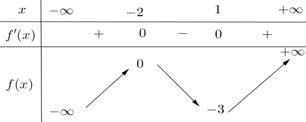 x −∞ −2 1 +∞
f′(x) + 0 − 0 +
+∞
0
f(x)
−3
−∞